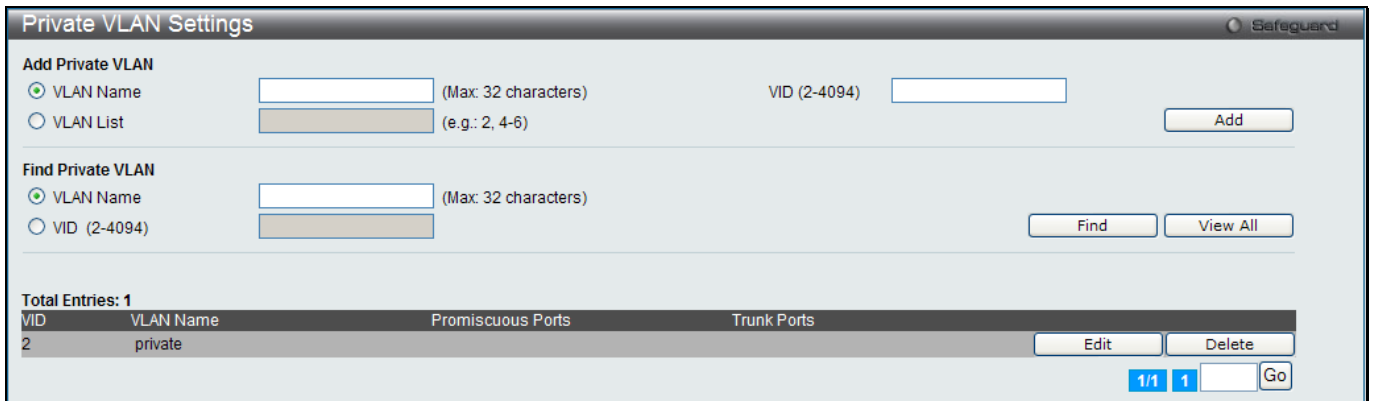 Private VLAN Settings
Safeguard
Add Private VLAN
VLAN Name (Max: 32 characters) VID (2-4094)
VLAN List (e.g.: 2, 4-6) Add
Find Private VLAN
VLAN Name (Max: 32 characters)
VID (2-4094) Find View All
Total Entries: 1
VID VLAN Name Promiscuous Ports Trunk Ports
2 private Edit Delete
1/1 1 Go